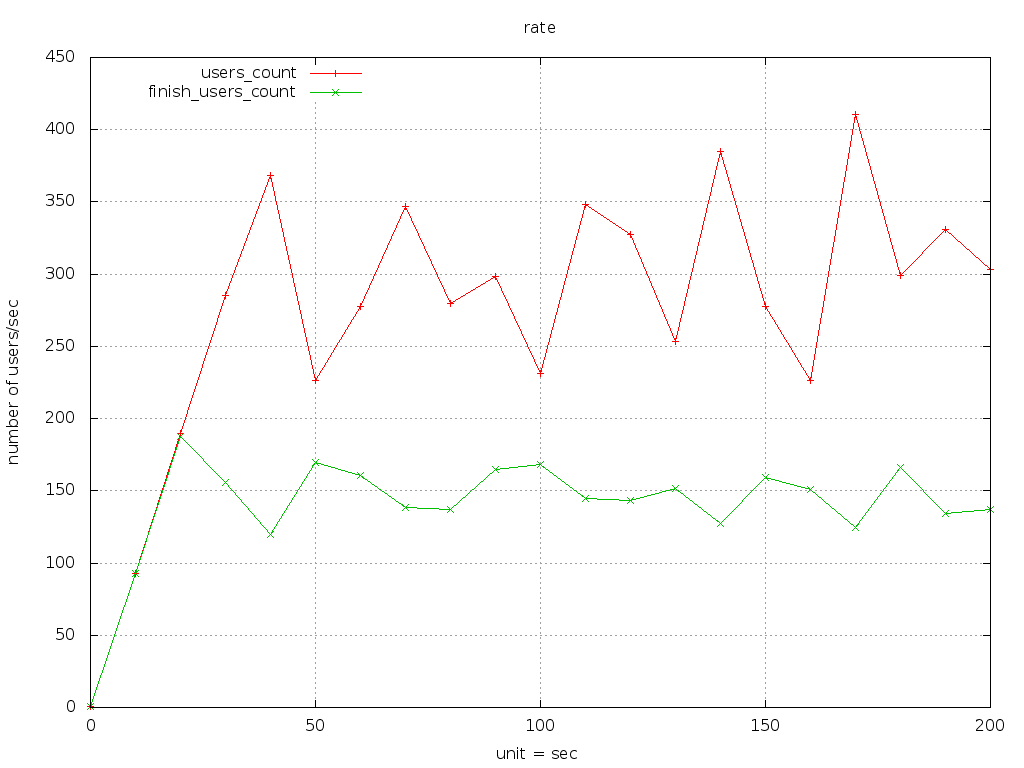 rate
450
400
350
300
250
200
150
100
50
0
users_count
finish_users_count
number of users/sec
0 50 100 150 200
unit = sec